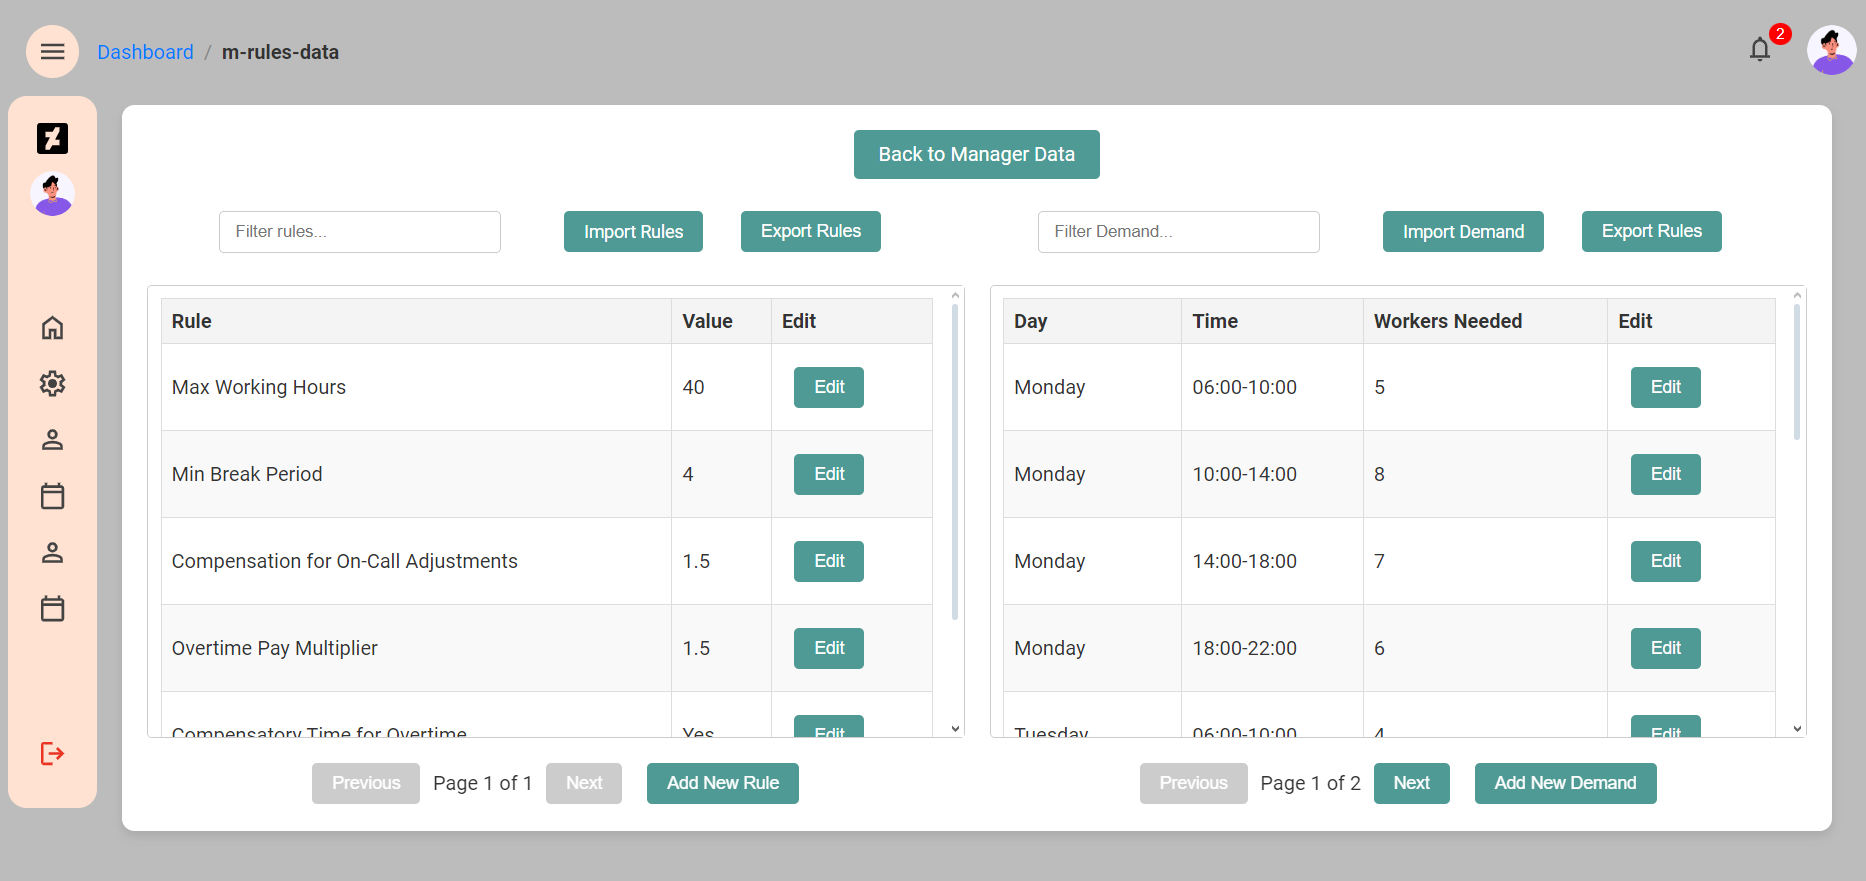 Dashboard / m-rules-data
2
Back to Manager Data
Filter rules...
Import Rules
Export Rules
Filter Demand...
Import Demand
Export Rules
Rule Value Edit
Max Working Hours 40 Edit
Min Break Period 4 Edit
Compensation for On-Call Adjustments 1.5 Edit
Overtime Pay Multiplier 1.5 Edit
Compensatory Time for Overtime Yes Edit
Previous Page 1 of 1 Next Add New Rule
Day Time Workers Needed Edit
Monday 06:00-10:00 5 Edit
Monday 10:00-14:00 8 Edit
Monday 14:00-18:00 7 Edit
Monday 18:00-22:00 6 Edit
Tuesday 06:00-10:00 4 Edit
Previous Page 1 of 2 Next Add New Demand